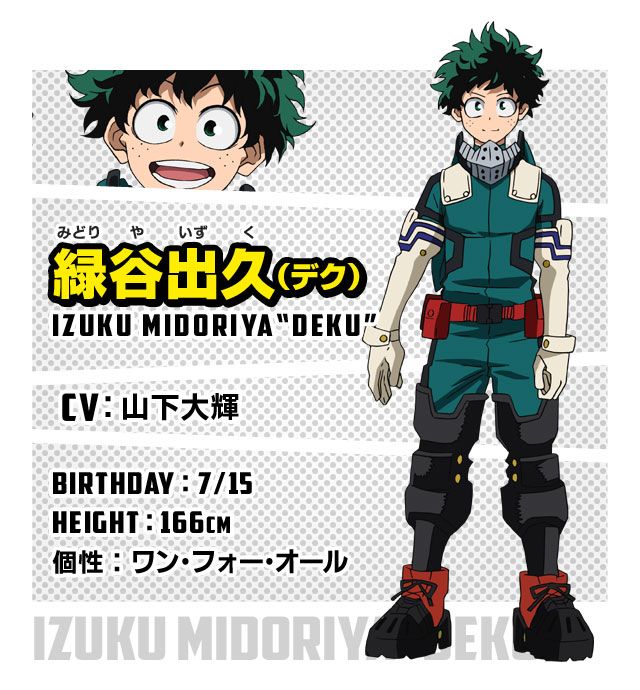 みどり や いず く
緑谷出久(デク)
IZUKU MIDORIYA “DEKU”
CV：山下大輝
BIRTHDAY：7/15
HEIGHT：166CM
個性：ワン・フォー・オール
IZUKU MIDORIYA “DEKU